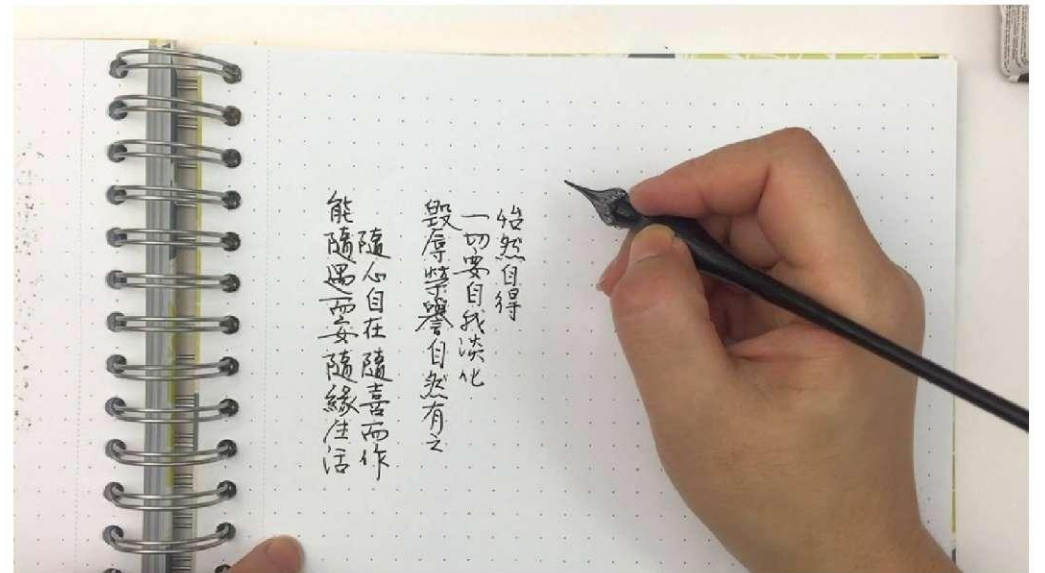 能隨遇而安隨緣生活
隨心自在隨喜而作
毀辱榮譽自然有之
一切要自我淡化
怡然自得